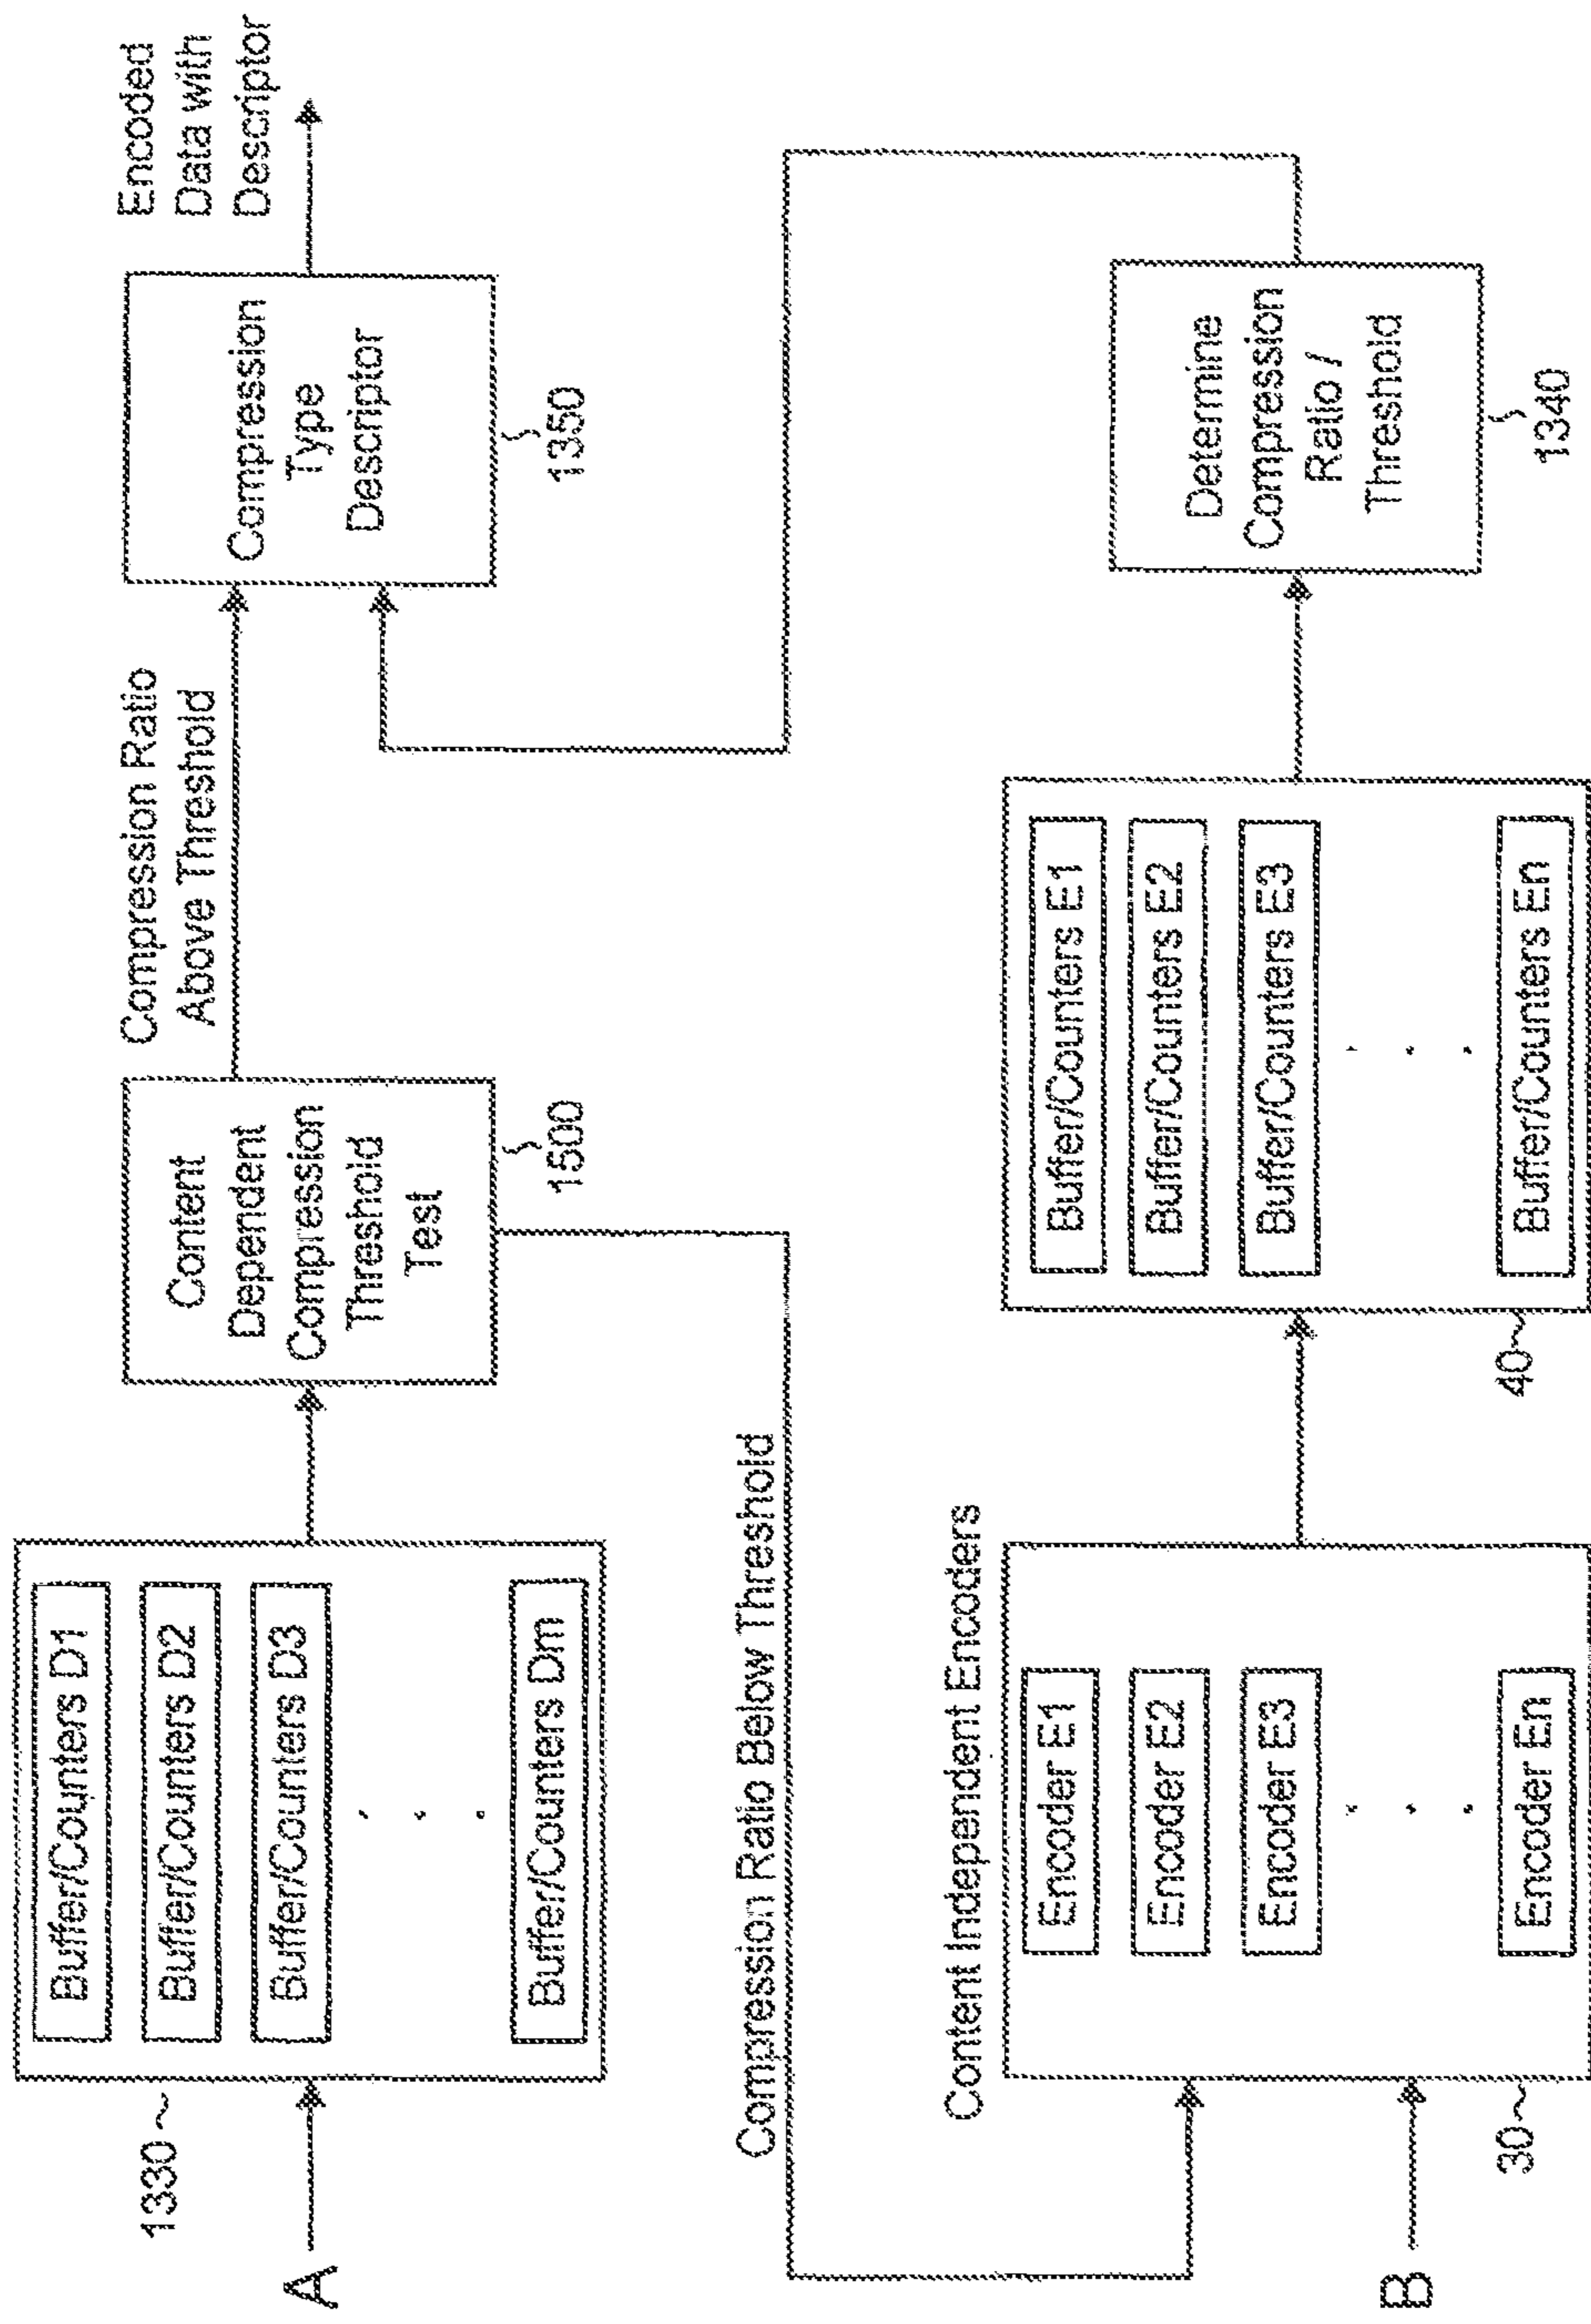 A
1330
Buffer/Counters D1
Buffer/Counters D2
Buffer/Counters D3
.
.
.
Buffer/Counters Dm
Content
Dependent
Compression
Threshold
Test
1500
Compression Ratio
Above Threshold
Compression
Type
Descriptor
1350
Encoded
Data with
Descriptor
Compression Ratio Below Threshold
Content Independent Encoders
B
30
Encoder E1
Encoder E2
Encoder E3
.
.
.
Encoder En
40
Buffer/Counters E1
Buffer/Counters E2
Buffer/Counters E3
.
.
.
Buffer/Counters En
Determine
Compression
Ratio /
Threshold
1340